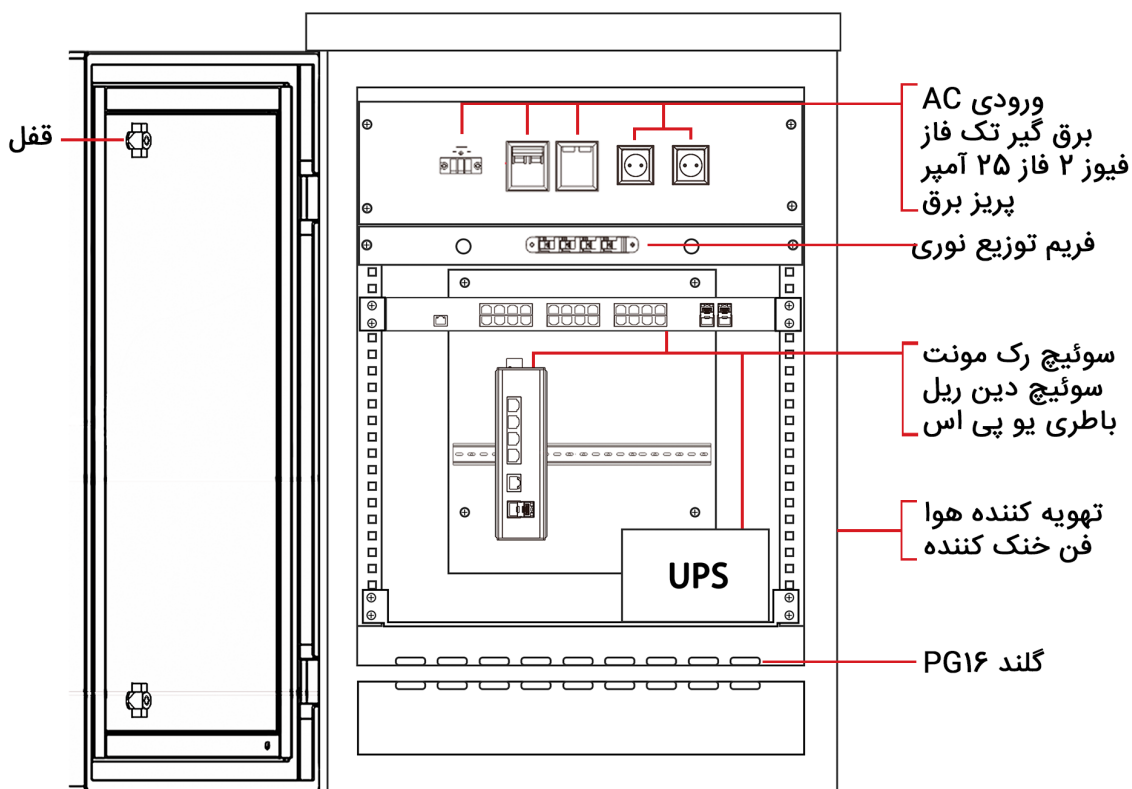 قفل
ورودی AC
برق گیر تک فاز
فیوز ۲ فاز ۲۵ آمپر
پریز برق
فریم توزیع نوری
سوئیچ رک مونت
سوئیچ دین ریل
باطری یو پی اس
تهویه کننده هوا
فن خنک کننده
UPS
گلند PG۱۶